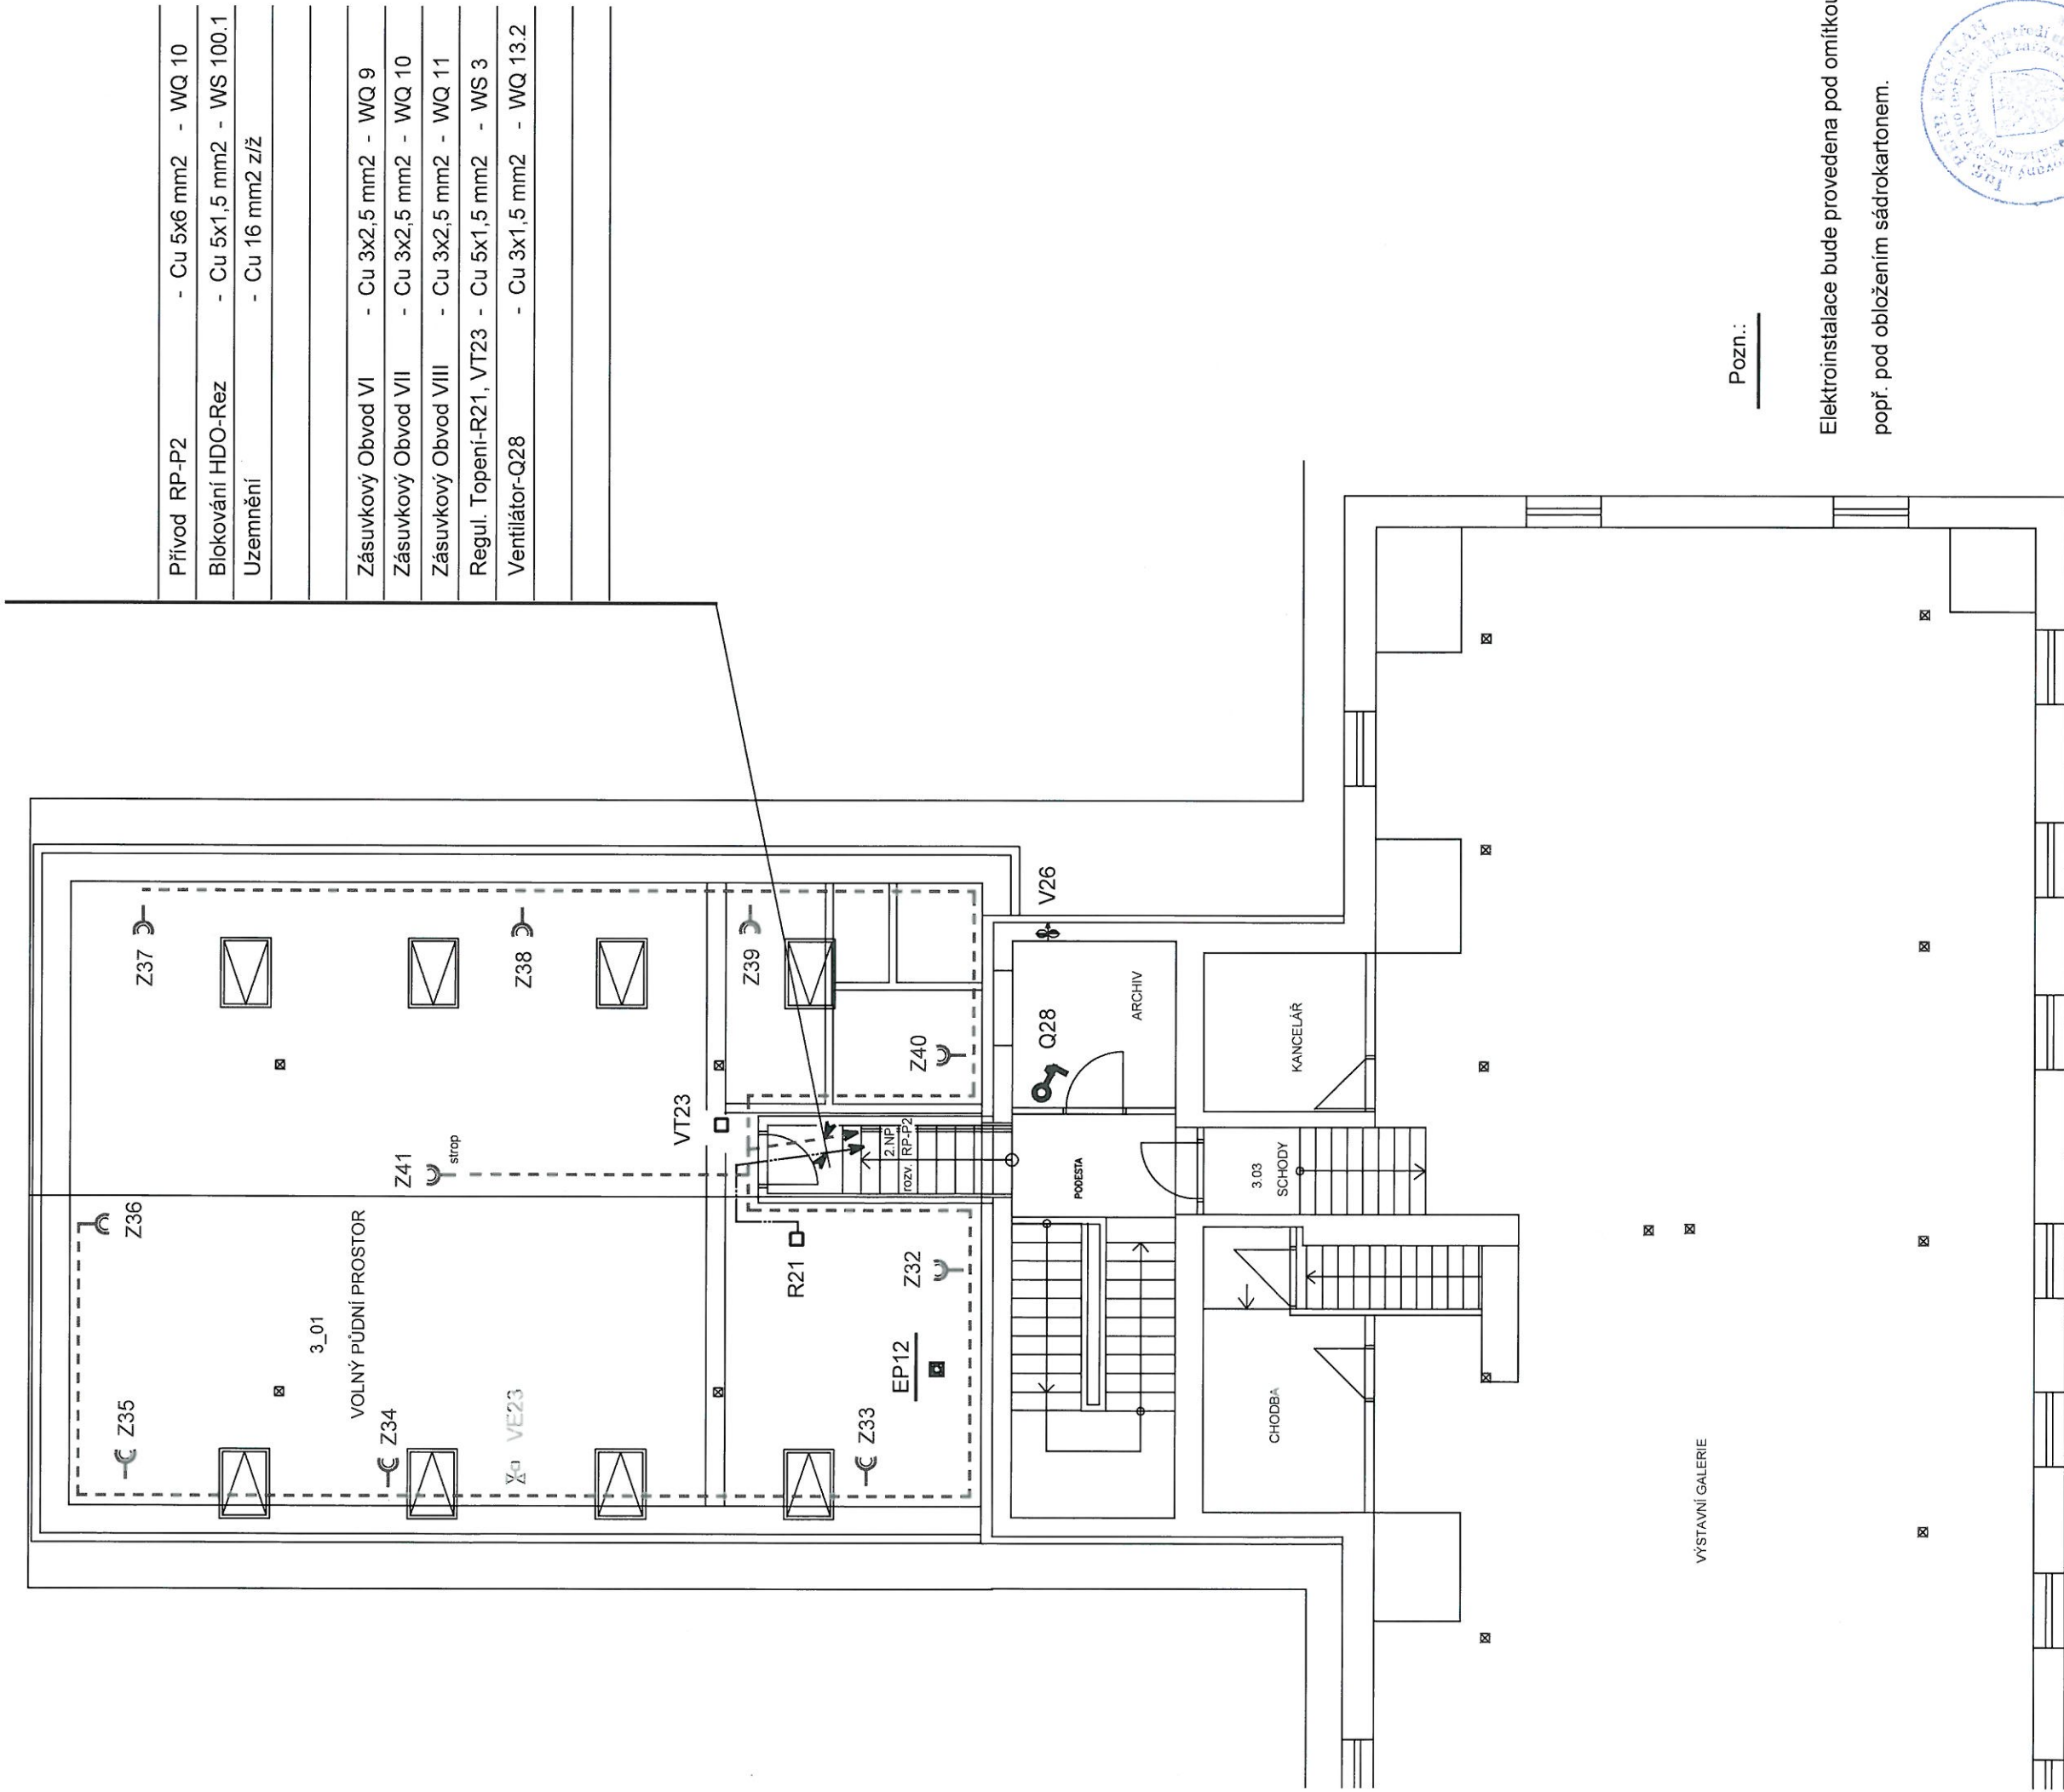 Přívod RP-P2 - Cu 5x6 mm2 - WQ 10
Blokování HDO-Rez - Cu 5x1,5 mm2 - WS 100.1
Uzemnění - Cu 16 mm2 z/ž
Zásuvkový Obvod VI - Cu 3x2,5 mm2 - WQ 9
Zásuvkový Obvod VII - Cu 3x2,5 mm2 - WQ 10
Zásuvkový Obvod VIII - Cu 3x2,5 mm2 - WQ 11
Regul. Topení-R21, VT23 - Cu 5x1,5 mm2 - WS 3
Ventilátor-Q28 - Cu 3x1,5 mm2 - WQ 13.2
Z35
Z36
Z37
3_01
VOLNÝ PŮDNÍ PROSTOR
Z34
Z41
strop
VE23
Z38
VT23
Z39
R21
Z33
EP12
Z32
2.NP
rozv. RP-P2
Z40
Q28
V26
PODESTA
ARCHIV
CHODBA
3.03
SCHODY
KANCELÁŘ
VÝSTAVNÍ GALERIE
Pozn.:
Elektroinstalace bude provedena pod omítkou
popř. pod obložením sádrokartonem.
Ing. PETR KOCMAN